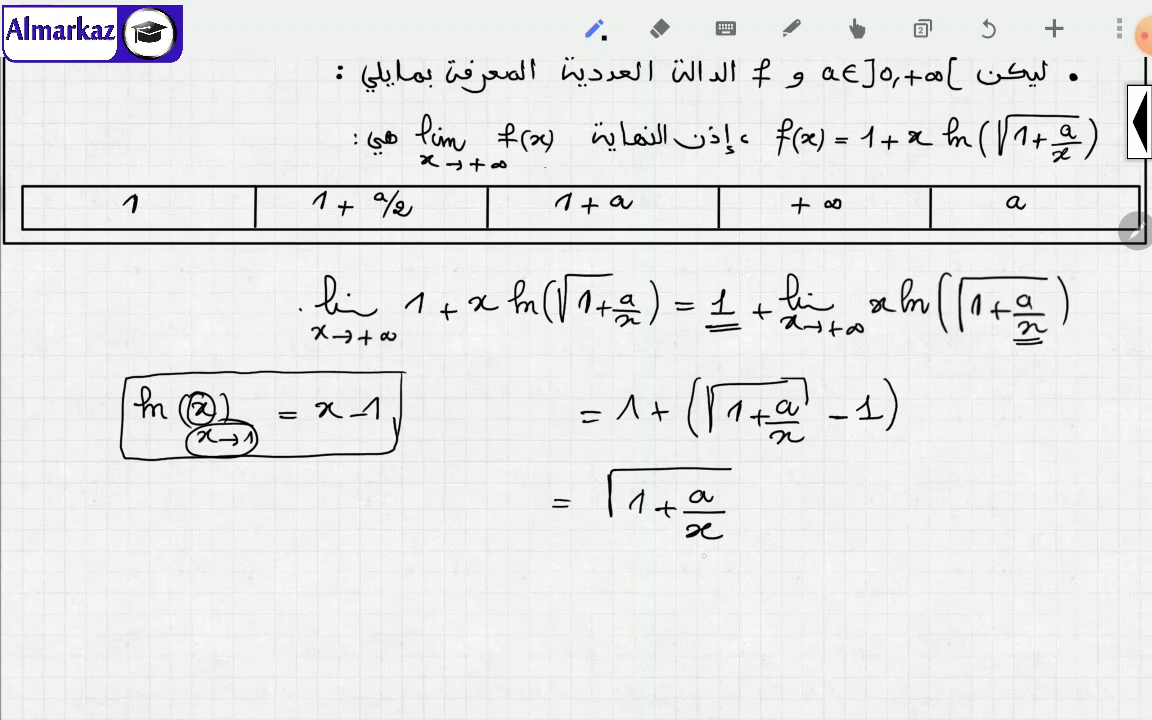 Almarkaz
• ليكن a∈]0,+∞[ و f الدالة العددية المعرفة بمايلي :
f(x) = 1 + x ln(√(1+a/x)) ، إذن النهاية lim x→+∞ f(x) هي :
1 | 1 + a/2 | 1 + a | + ∞ | a
lim x→+∞ 1 + x ln(√(1+a/x)) = 1 + lim x→+∞ x ln(√(1+a/x))
ln(x) x→1 = x - 1
= 1 + (√(1+a/x) - 1)
= √(1+a/x)